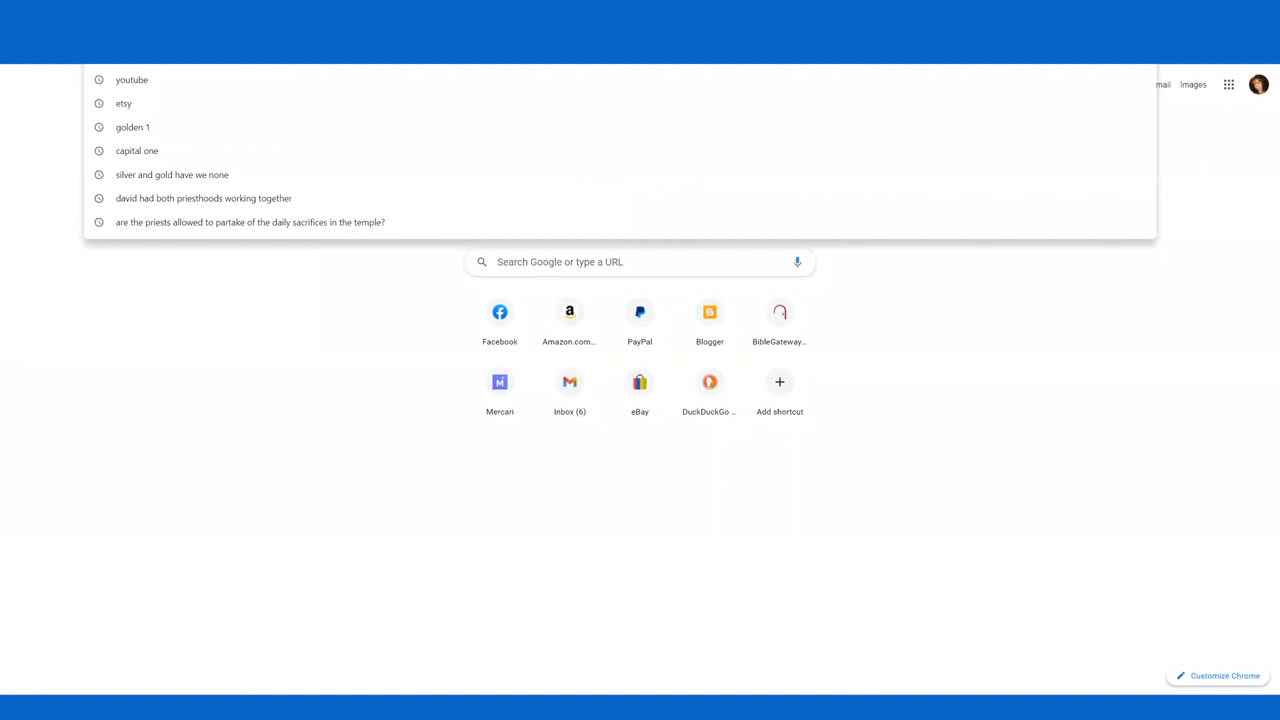 youtube
etsy
golden 1
capital one
silver and gold have we none
david had both priesthoods working together
are the priests allowed to partake of the daily sacrifices in the temple?
mail Images
Search Google or type a URL
Facebook Amazon.com... PayPal Blogger BibleGateway...
Mercari Inbox (6) eBay DuckDuckGo ... Add shortcut
Customize Chrome